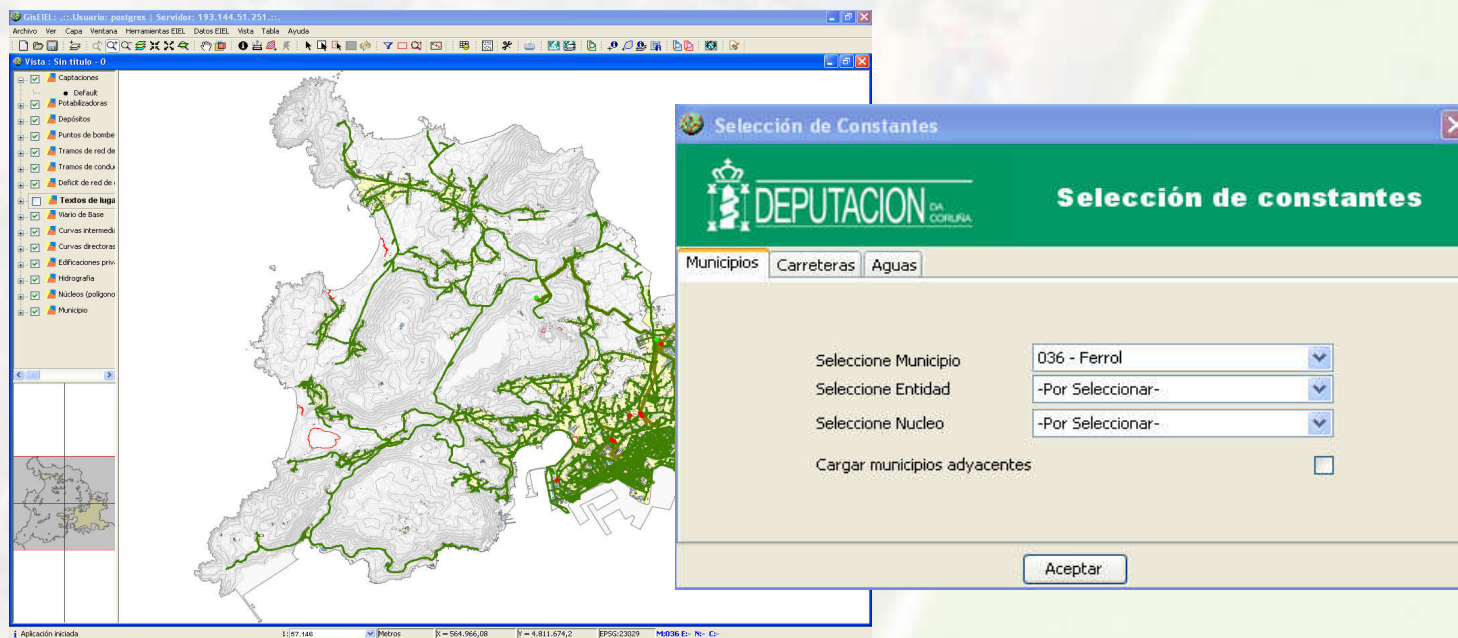 GisEIEL: .::.Usuario: postgres | Servidor: 193.144.51.251.::.
Archivo Ver Capa Ventana Herramientas EIEL Datos EIEL Vista Tabla Ayuda
Vista : Sin título - 0
Captaciones
Default
Potabilizadoras
Depósitos
Puntos de bombe
Tramos de red de
Tramos de condu
Deficit de red de
Textos de luga
Viario de Base
Curvas intermedi
Curvas directoras
Edificaciones priv
Hidrografia
Núcleos (polígono
Municipio
Aplicación iniciada 1: 67.146 Metros X = 564.966,08 Y = 4.811.674,2 EPSG:23029 M:036 E:- N:- C:-
Selección de Constantes
DEPUTACION DA CORUÑA
Selección de constantes
Municipios Carreteras Aguas
Seleccione Municipio 036 - Ferrol
Seleccione Entidad -Por Seleccionar-
Seleccione Nucleo -Por Seleccionar-
Cargar municipios adyacentes
Aceptar